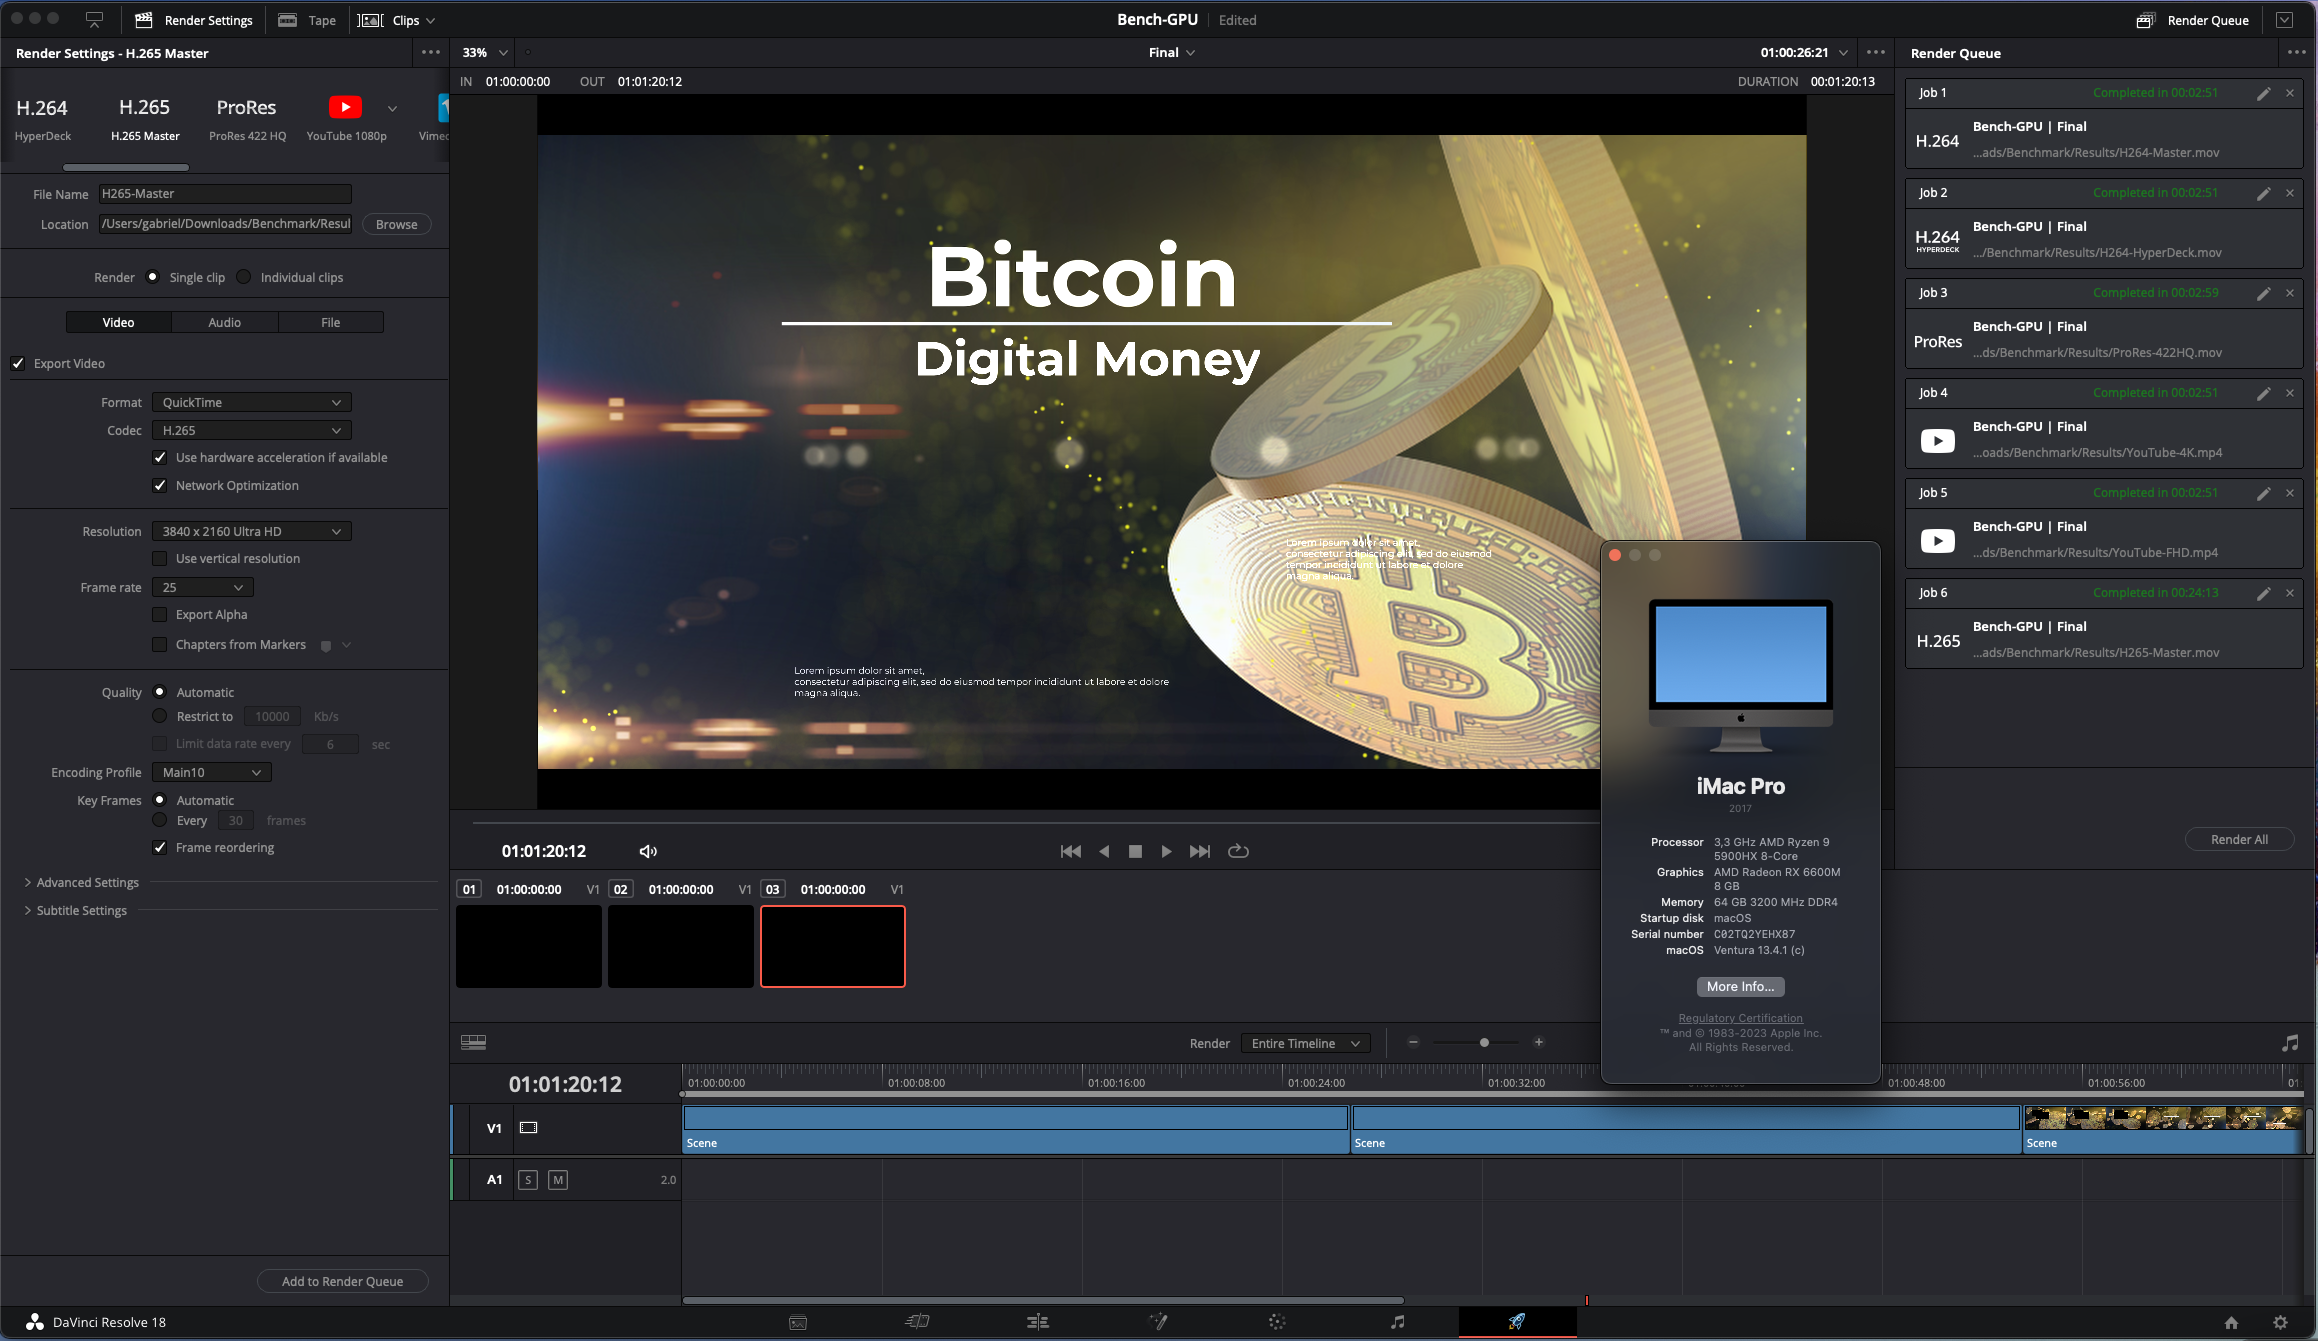 Render Settings
Tape
Clips
Bench-GPU
Edited
Render Queue
Render Settings - H.265 Master
33%
Final
01:00:26:21
Render Queue
IN 01:00:00:00 OUT 01:01:20:12
DURATION 00:01:20:13
H.264
HyperDeck
H.265
H.265 Master
ProRes
ProRes 422 HQ
YouTube 1080p
File Name H265-Master
Location /Users/gabriel/Downloads/Benchmark/Resul Browse
Render Single clip Individual clips
Video Audio File
Export Video
Format QuickTime
Codec H.265
Use hardware acceleration if available
Network Optimization
Resolution 3840 x 2160 Ultra HD
Use vertical resolution
Frame rate 25
Export Alpha
Chapters from Markers
Quality Automatic
Restrict to 10000 Kb/s
Limit data rate every 6 sec
Encoding Profile Main10
Key Frames Automatic
Every 30 frames
Frame reordering
Advanced Settings
Subtitle Settings
Add to Render Queue
Bitcoin
Digital Money
Lorem ipsum dolor sit amet,
consectetur adipiscing elit, sed do eiusmod
tempor incididunt ut labore et dolore
magna aliqua.
Lorem ipsum dolor sit amet,
consectetur adipiscing elit, sed do eiusmod tempor incididunt ut labore et dolore
magna aliqua.
Job 1 Completed in 00:02:51
H.264
Bench-GPU | Final
...ads/Benchmark/Results/H264-Master.mov
Job 2 Completed in 00:02:51
H.264
HYPERDECK
Bench-GPU | Final
.../Benchmark/Results/H264-HyperDeck.mov
Job 3 Completed in 00:02:59
ProRes
Bench-GPU | Final
...ds/Benchmark/Results/ProRes-422HQ.mov
Job 4 Completed in 00:02:51
Bench-GPU | Final
...oads/Benchmark/Results/YouTube-4K.mp4
Job 5 Completed in 00:02:51
Bench-GPU | Final
...ds/Benchmark/Results/YouTube-FHD.mp4
Job 6 Completed in 00:24:13
H.265
Bench-GPU | Final
...ads/Benchmark/Results/H265-Master.mov
Render All
iMac Pro
2017
Processor 3,3 GHz AMD Ryzen 9
5900HX 8-Core
Graphics AMD Radeon RX 6600M
8 GB
Memory 64 GB 3200 MHz DDR4
Startup disk macOS
Serial number C02TQ2YEHX87
macOS Ventura 13.4.1 (c)
More Info...
Regulatory Certification
™ and © 1983-2023 Apple Inc.
All Rights Reserved.
01:01:20:12
01 01:00:00:00 V1
02 01:00:00:00 V1
03 01:00:00:00 V1
Render Entire Timeline
01:01:20:12
01:00:00:00 01:00:08:00 01:00:16:00 01:00:24:00 01:00:32:00 01:00:48:00 01:00:56:00 01:
V1
Scene
Scene
Scene
A1 S M 2.0
DaVinci Resolve 18